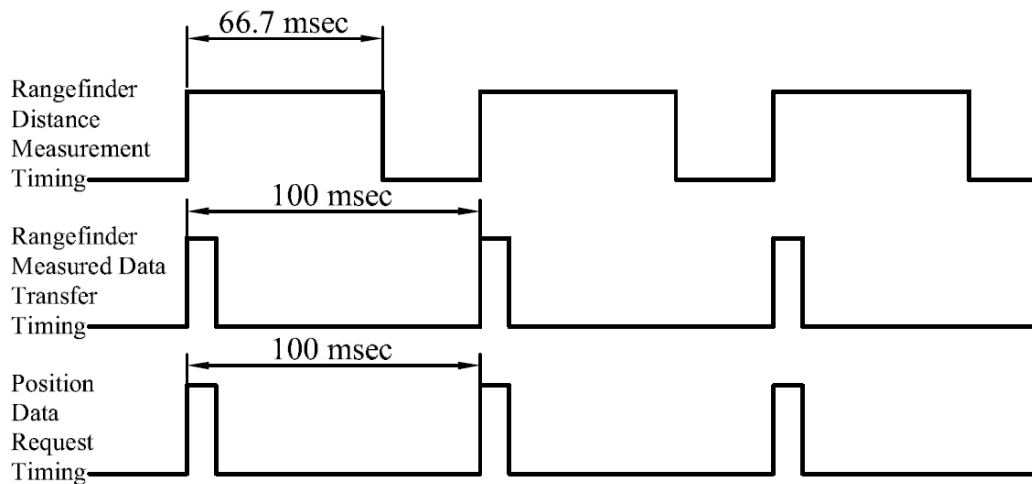 66.7 msec
Rangefinder
Distance
Measurement
Timing
100 msec
Rangefinder
Measured Data
Transfer
Timing
100 msec
Position
Data
Request
Timing